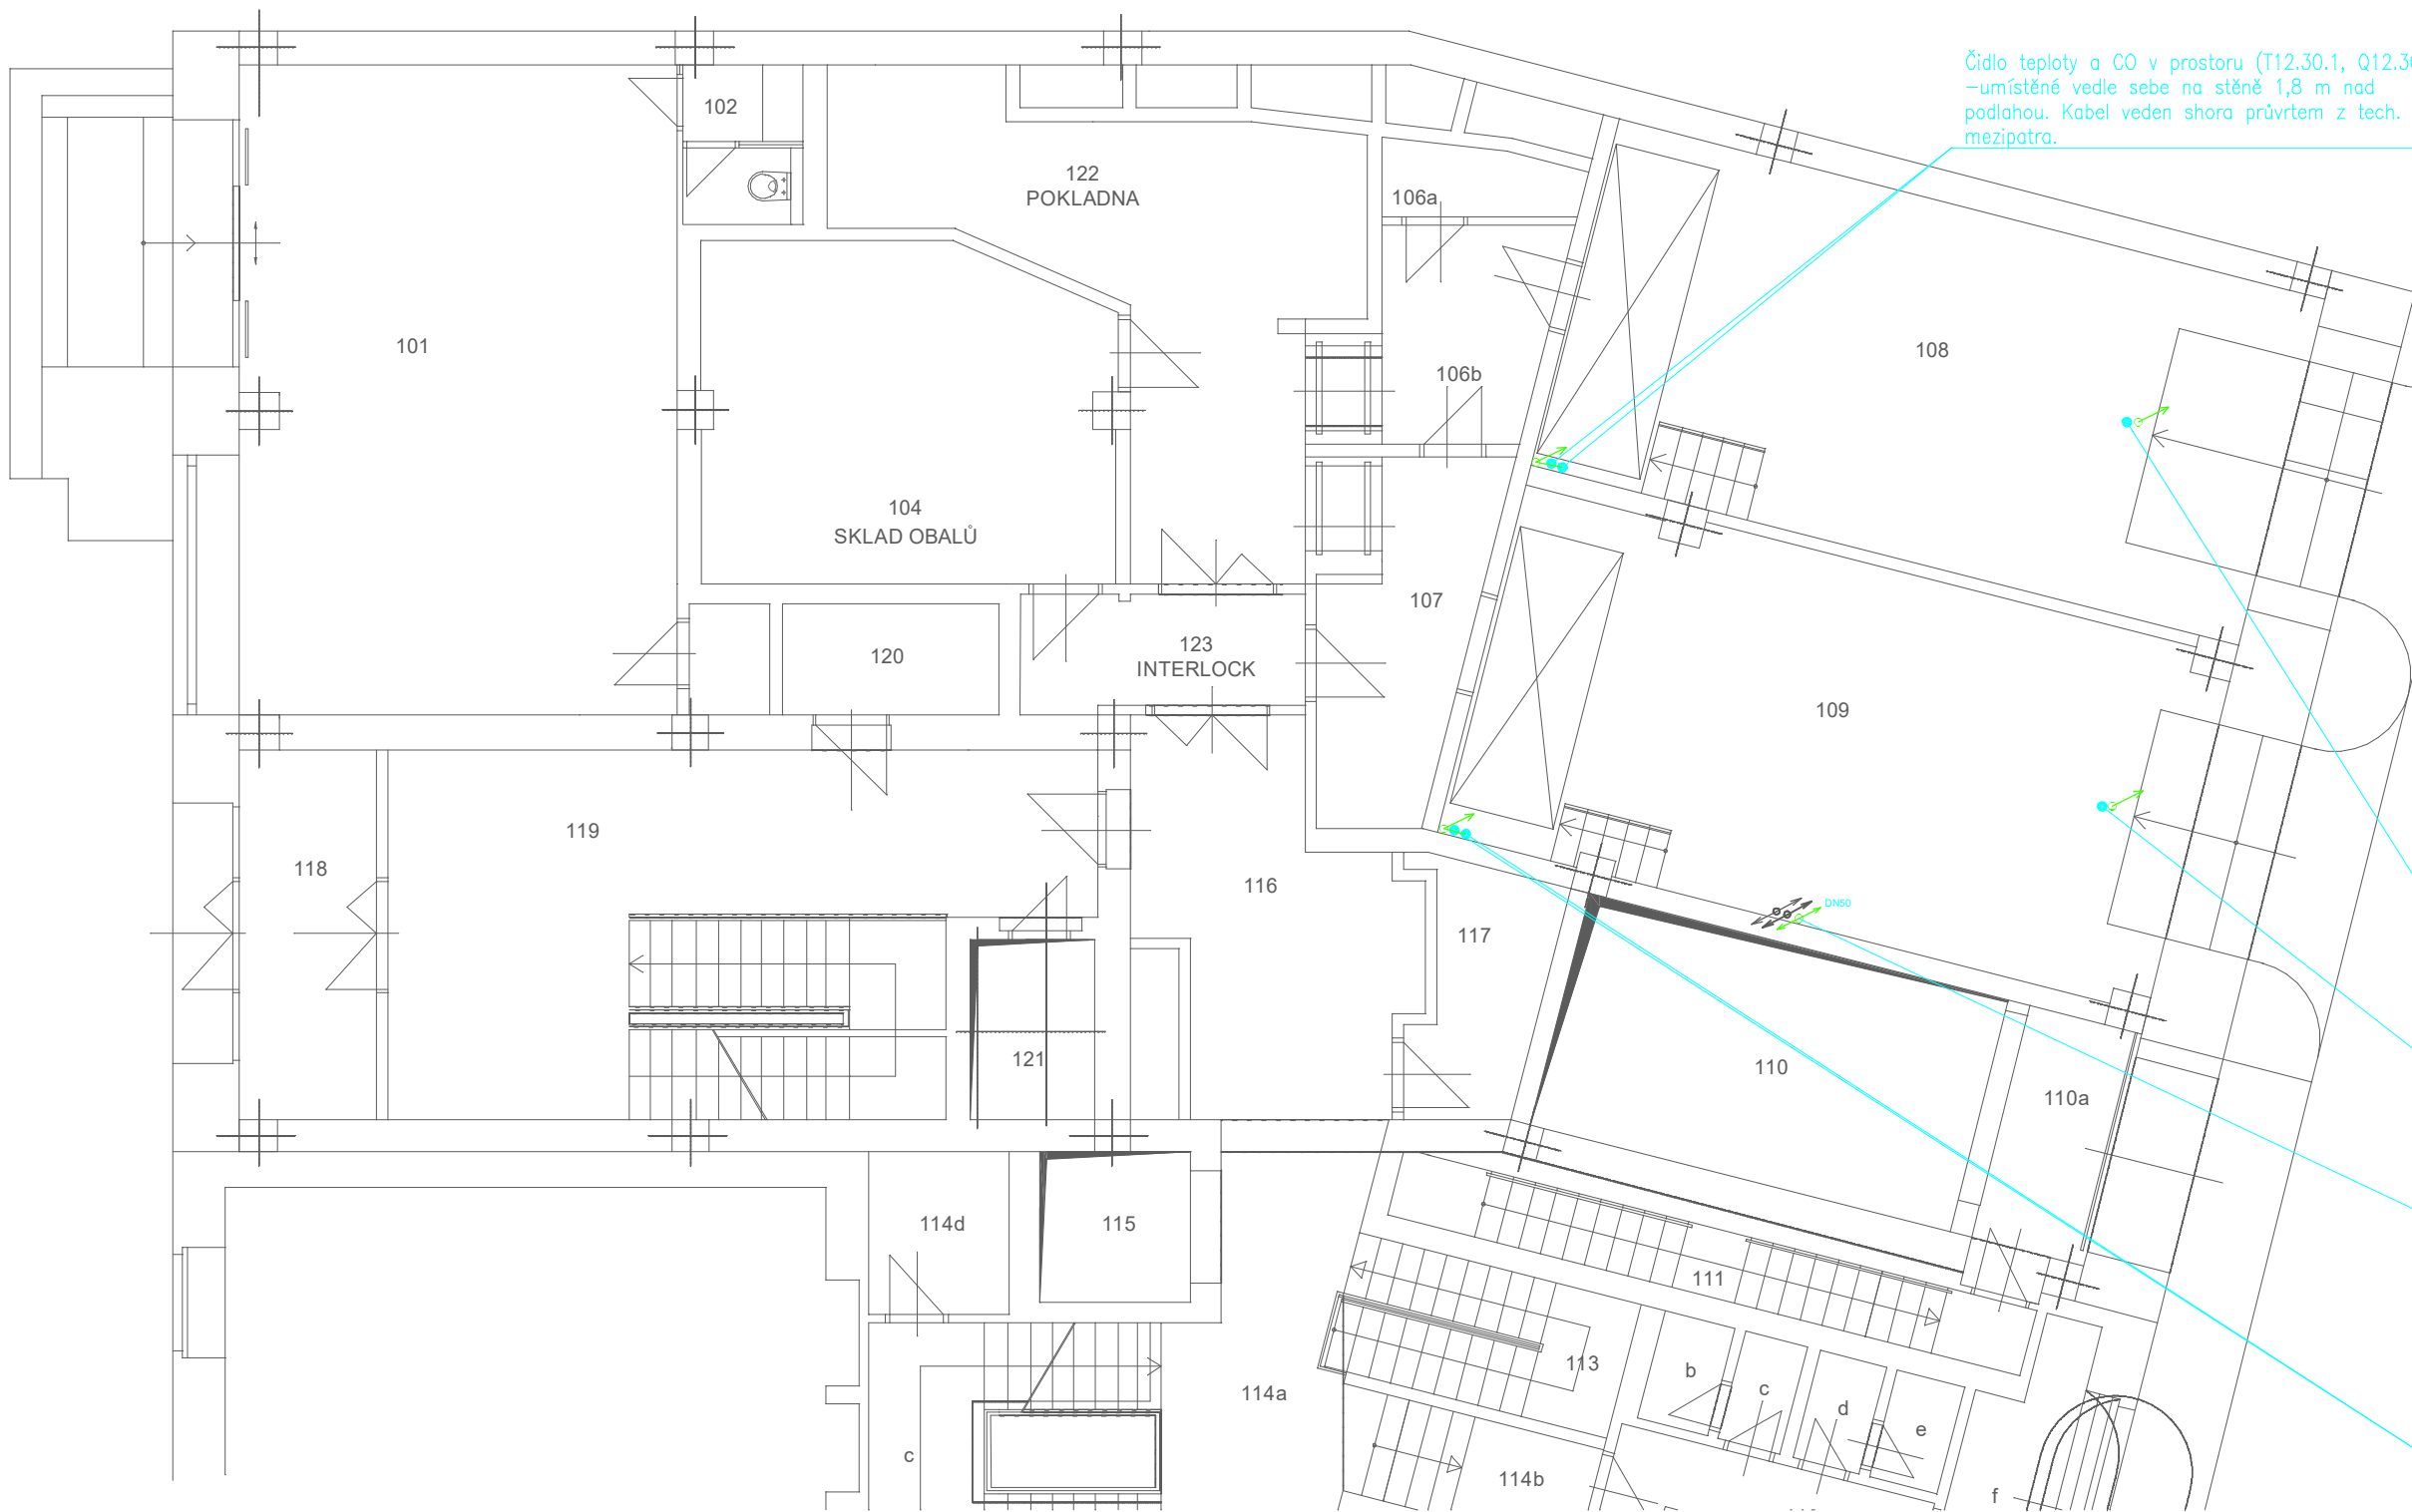 Čidlo teploty a CO v prostoru (T12.30.1, Q12.30
–umístěné vedle sebe na stěně 1,8 m nad
podlahou. Kabel veden shora průvrtem z tech.
mezipatra.
102
122
POKLADNA
106a
101
108
106b
104
SKLAD OBALŮ
107
123
INTERLOCK
120
109
119
118
116
DN50
117
121
110
110a
114d
115
111
113
114a
b
c
d
e
c
114b
f